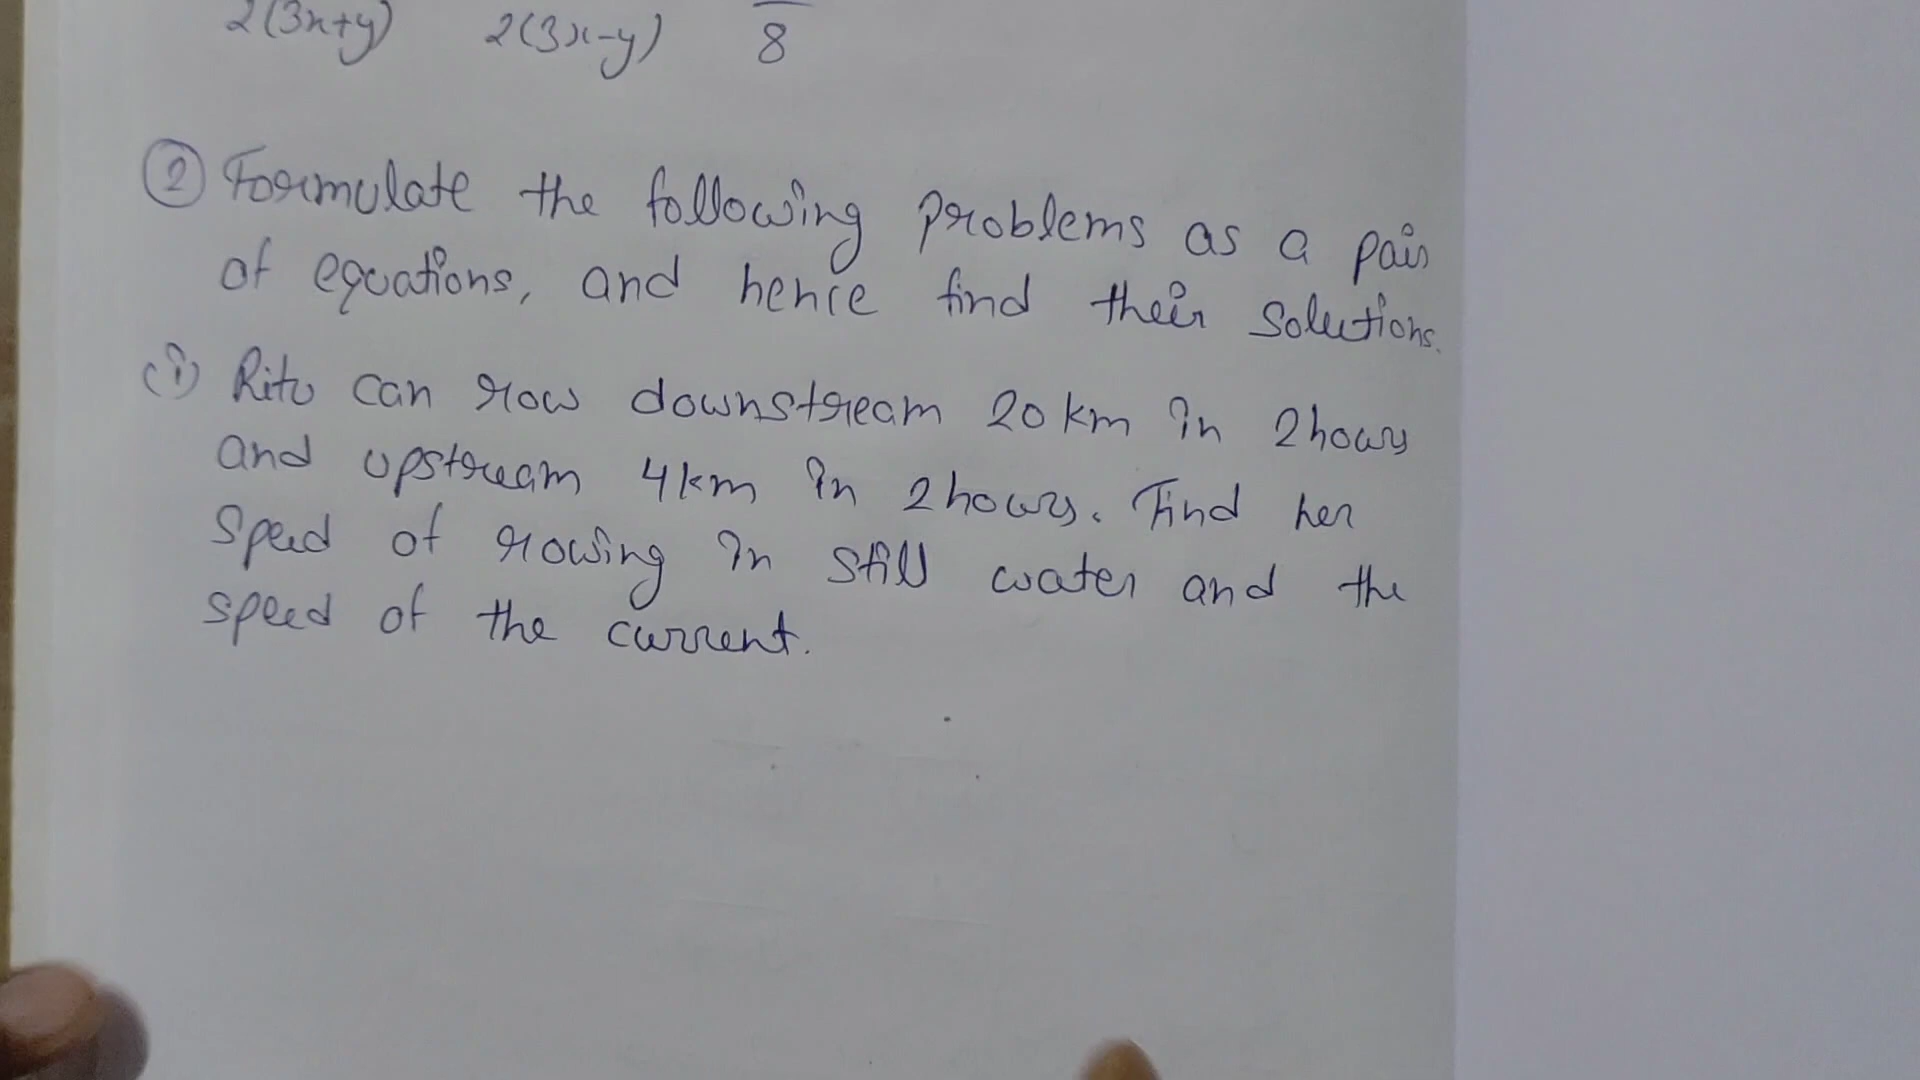 2(3x+y) 2(3x-y) 8
② Formulate the following problems as a pair
of equations, and hence find their solutions.
(i) Ritu can row downstream 20 km in 2 hours
and upstream 4 km in 2 hours. Find her
speed of rowing in still water and the
speed of the current.